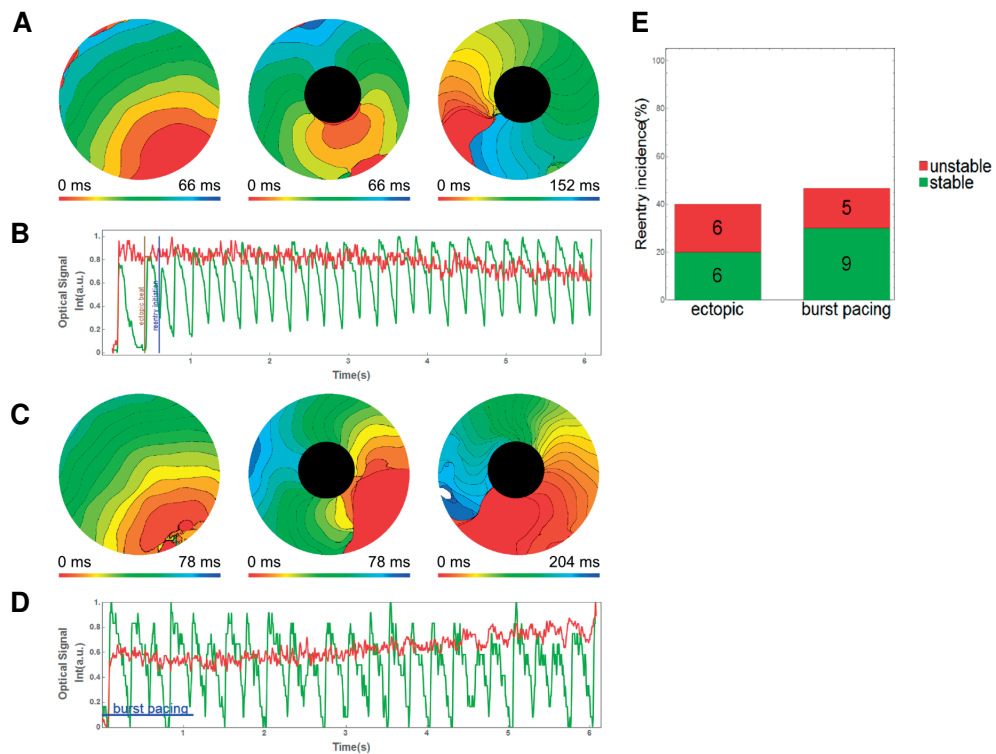 A
0 ms 66 ms
0 ms 66 ms
0 ms 152 ms
B
Optical Signal
Int(a.u.)
1.
0.8
0.6
0.4
0.2
0
ectopic beat
reentry initiation
1 2 3 4 5 6
Time(s)
C
0 ms 78 ms
0 ms 78 ms
0 ms 204 ms
D
Optical Signal
Int(a.u.)
1.
0.8
0.6
0.4
0.2
0
burst pacing
1 2 3 4 5 6
Time(s)
E
Reentry incidence(%)
100
80
60
40
20
0
6
6
5
9
ectopic burst pacing
unstable
stable